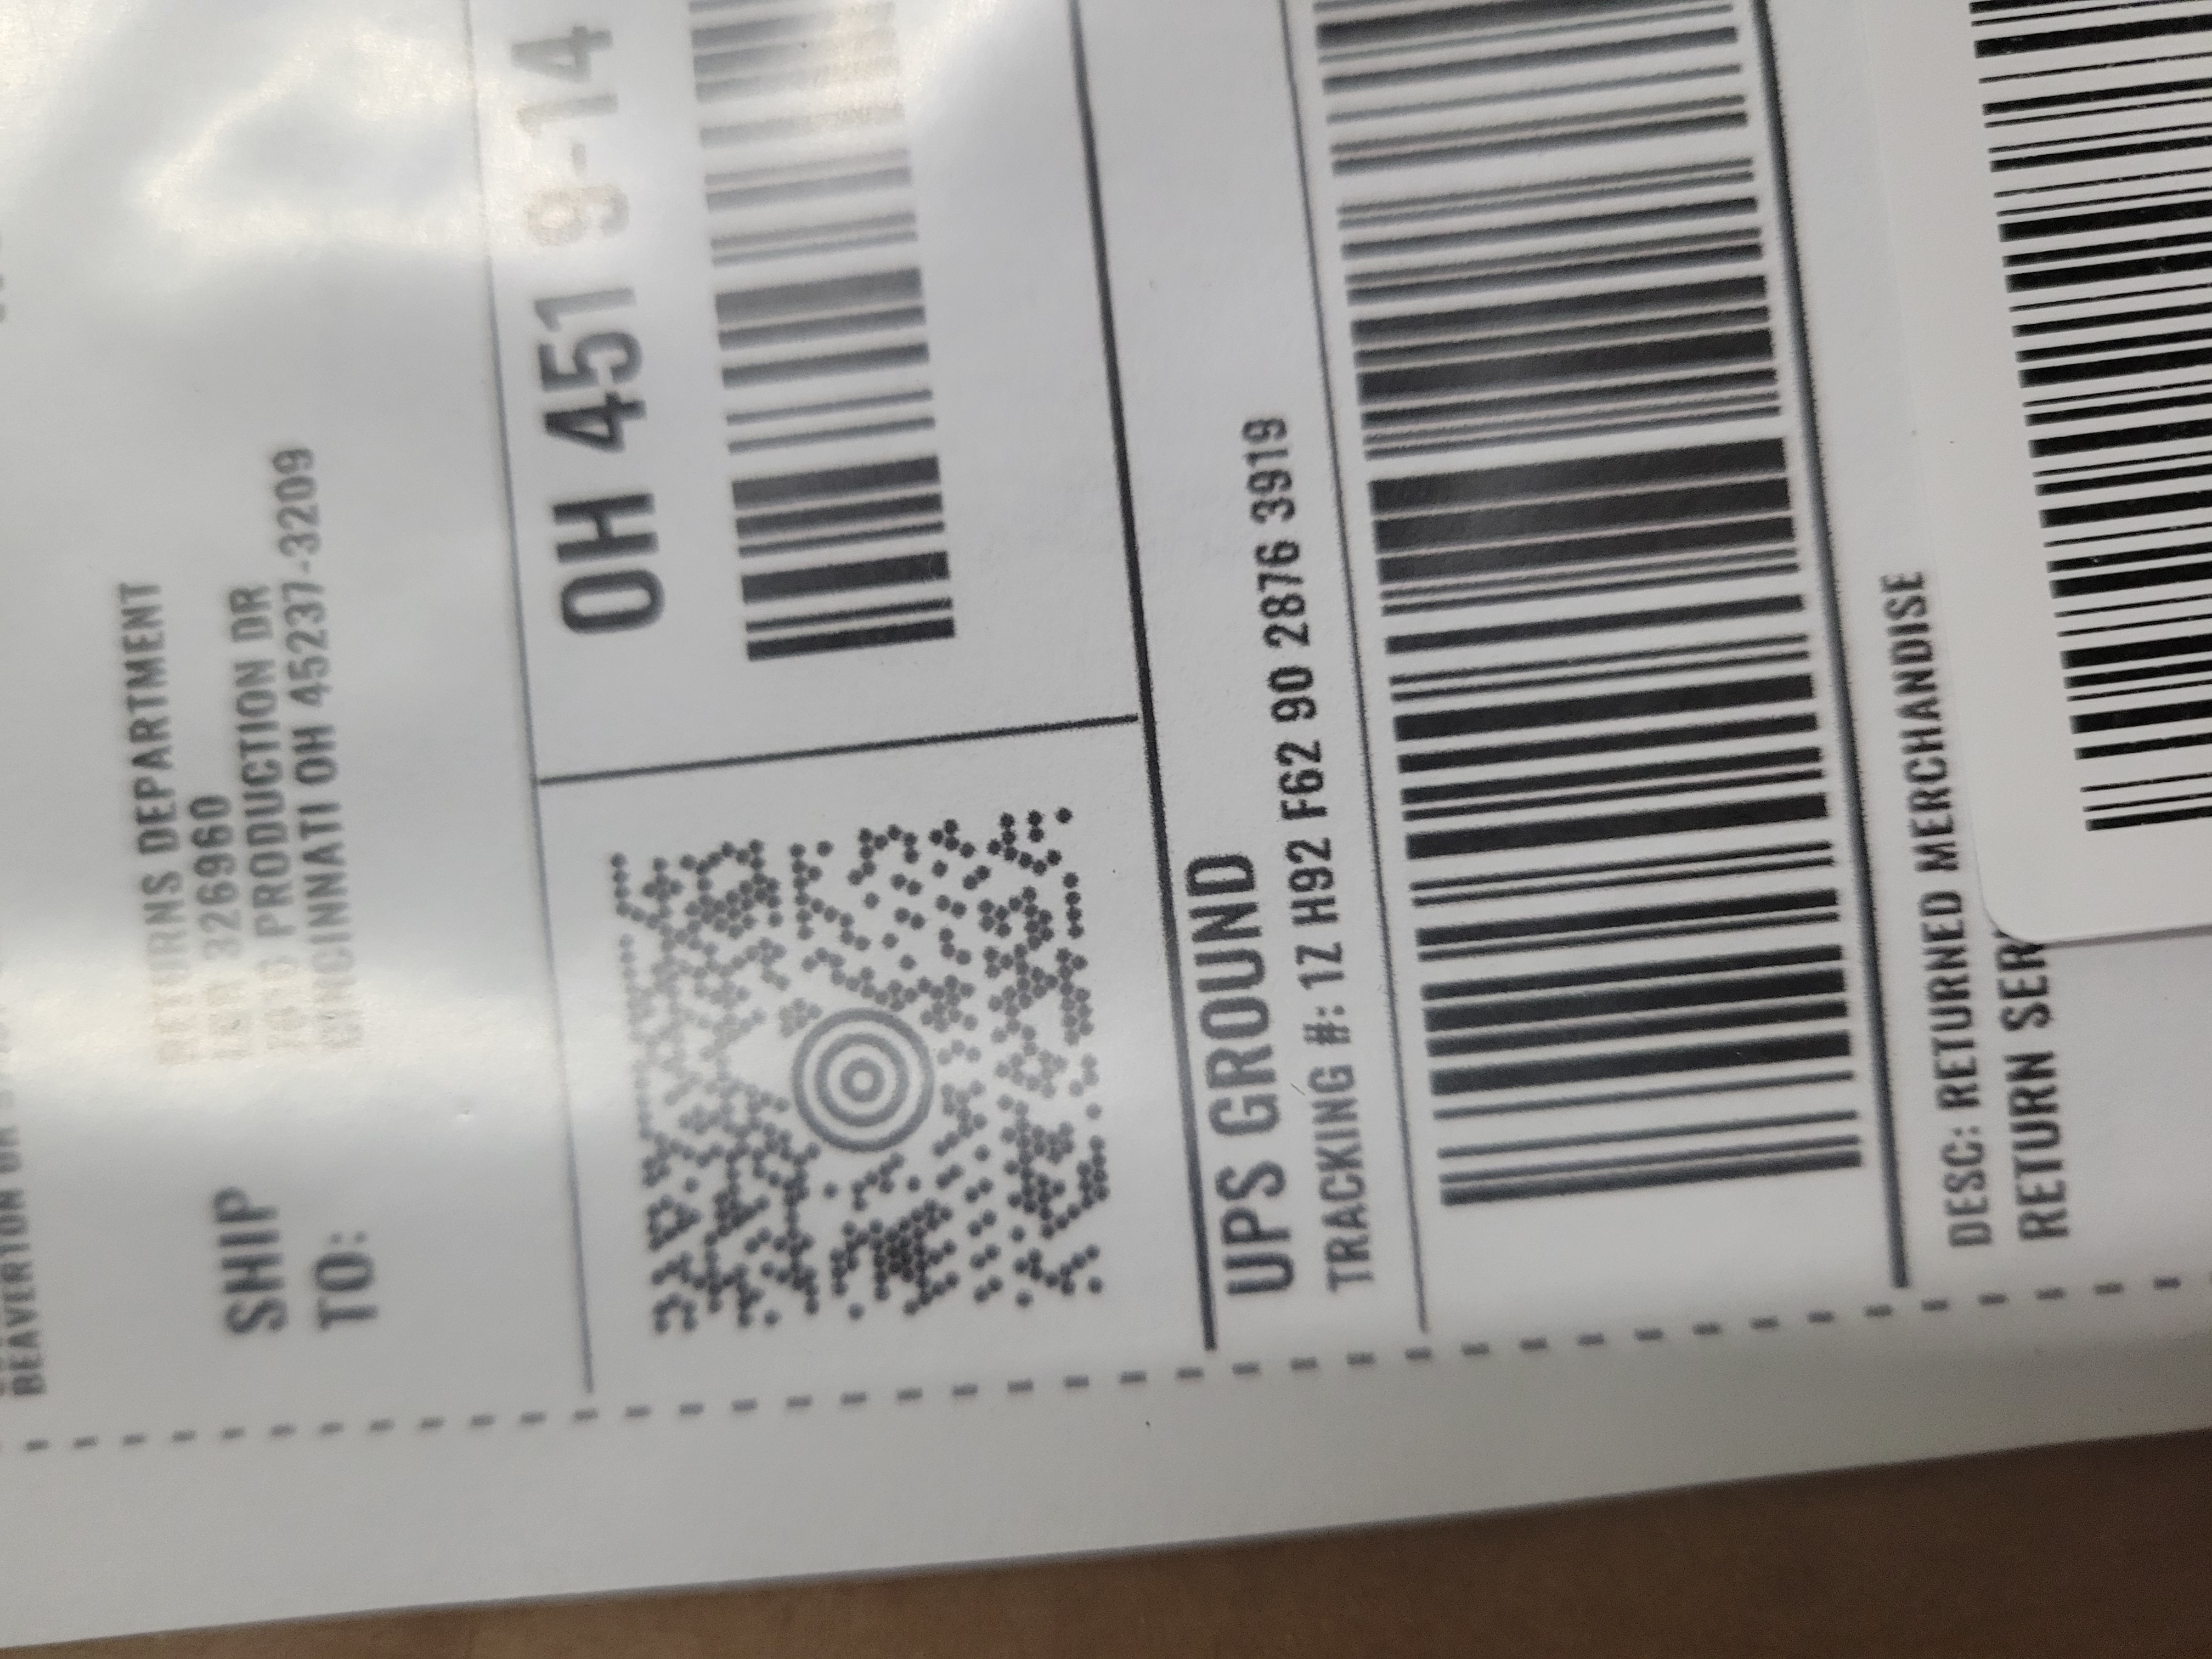 BEAVERTON OR
SHIP
TO:
RETURNS DEPARTMENT
326960
PRODUCTION DR
CINCINNATI OH 45237-3209
OH 451 9-14
UPS GROUND
TRACKING #: 1Z H92 F62 90 2876 3919
DESC: RETURNED MERCHANDISE
RETURN SER